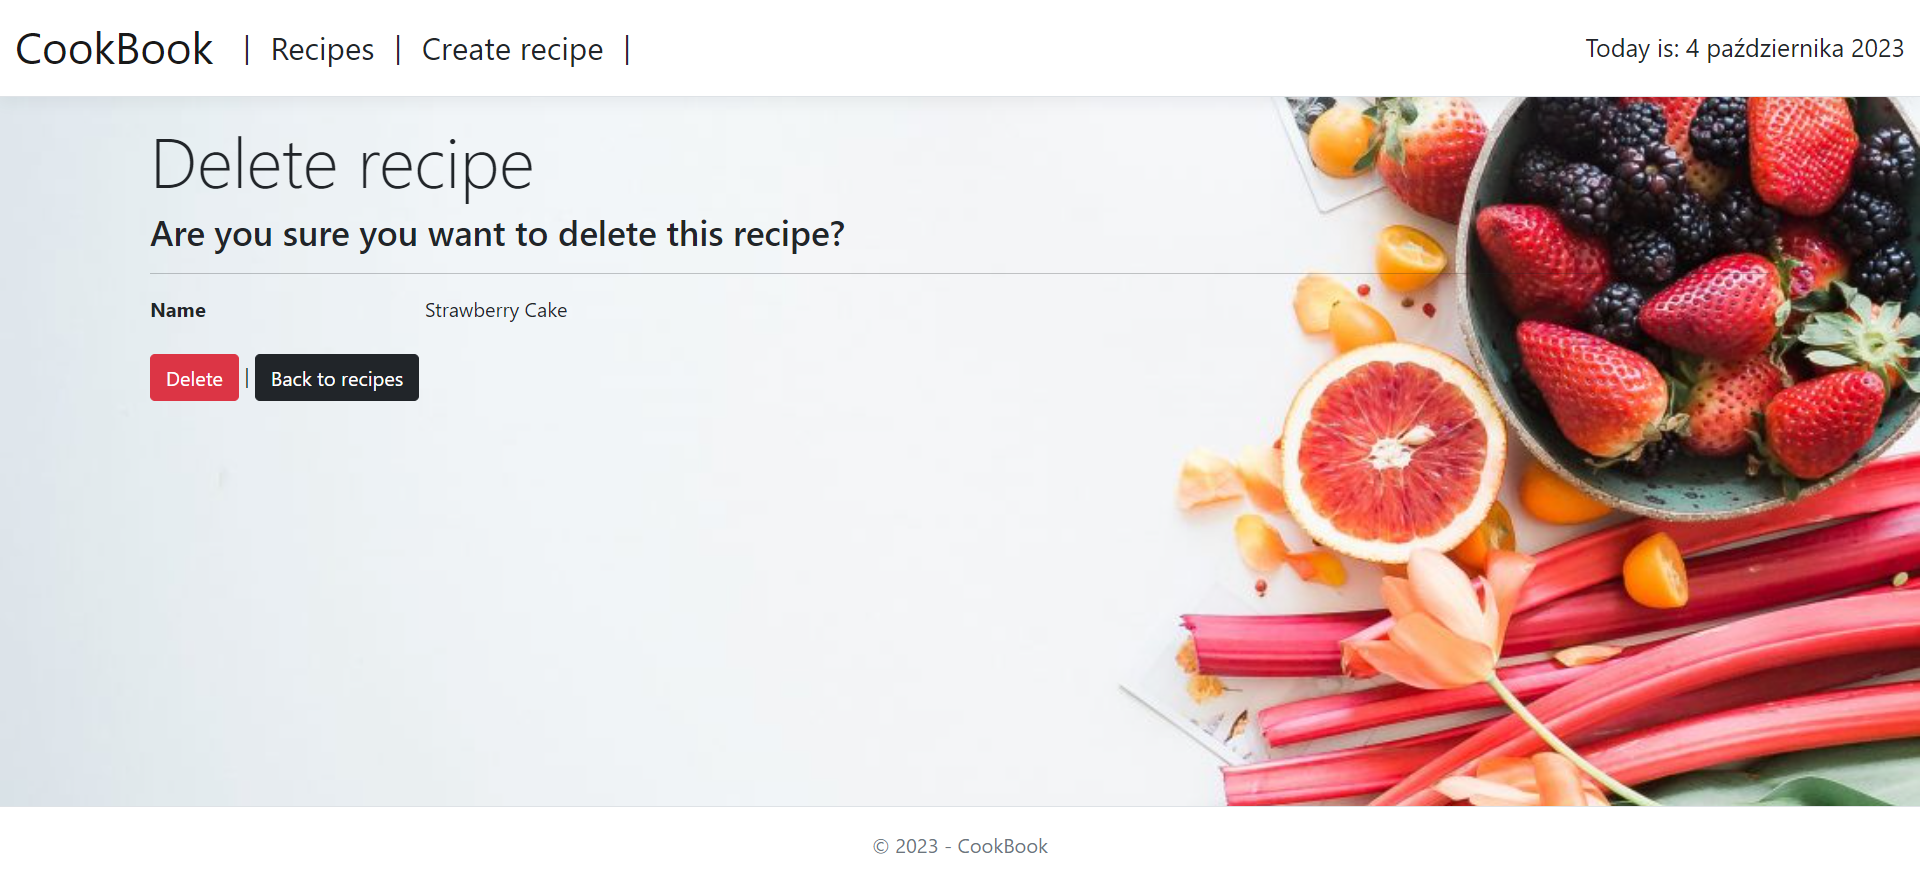 CookBook | Recipes | Create recipe | Today is: 4 października 2023
Delete recipe
Are you sure you want to delete this recipe?
Name Strawberry Cake
Delete | Back to recipes
© 2023 - CookBook